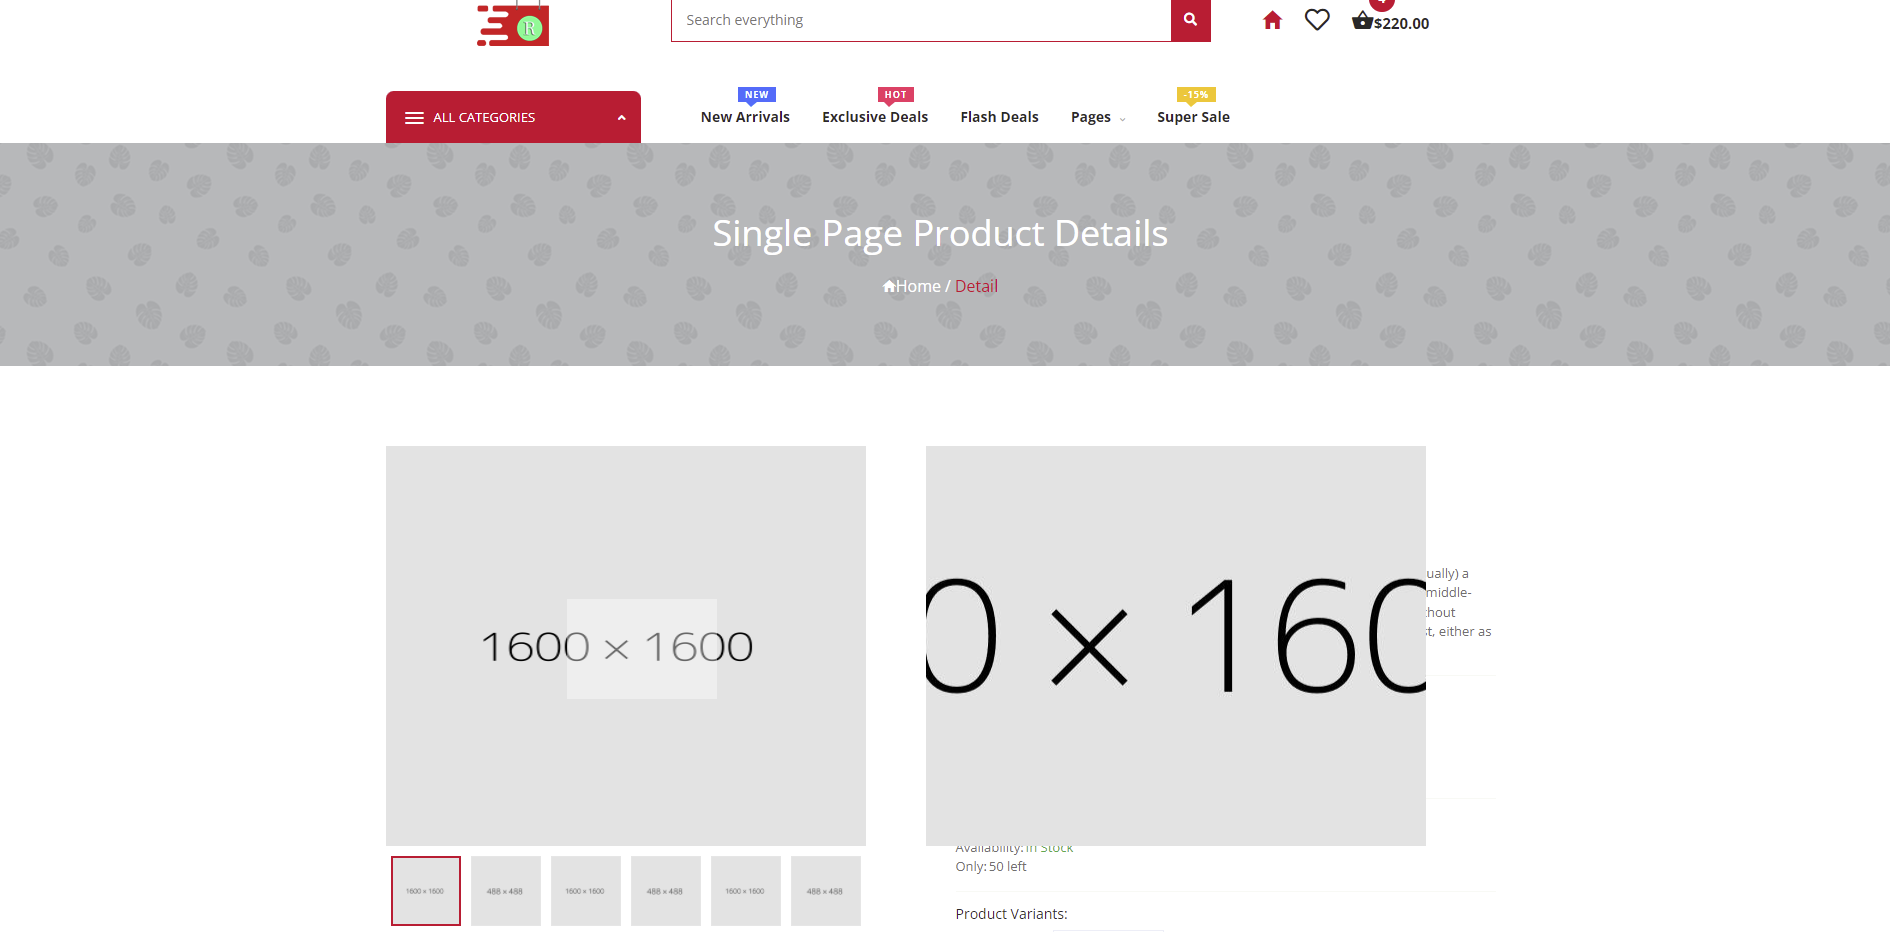 R
Search everything
$220.00
ALL CATEGORIES
NEW
New Arrivals
HOT
Exclusive Deals
Flash Deals
Pages
-15%
Super Sale
Single Page Product Details
Home / Detail
1600 × 1600
0 × 160
ually) a
middle-
hout
t, either as
Availability: In Stock
Only: 50 left
1600 x 1600
488 x 488
1600 x 1600
488 x 488
1600 x 1600
488 x 488
Product Variants: